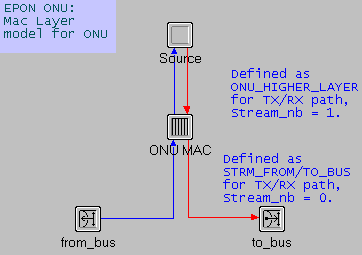 EPON ONU:
Mac Layer
model for ONU
Source
Defined as
ONU_HIGHER_LAYER
for TX/RX path,
Stream_nb = 1.
ONU MAC
Defined as
STRM_FROM/TO_BUS
for TX/RX path,
Stream_nb = 0.
from_bus
to_bus